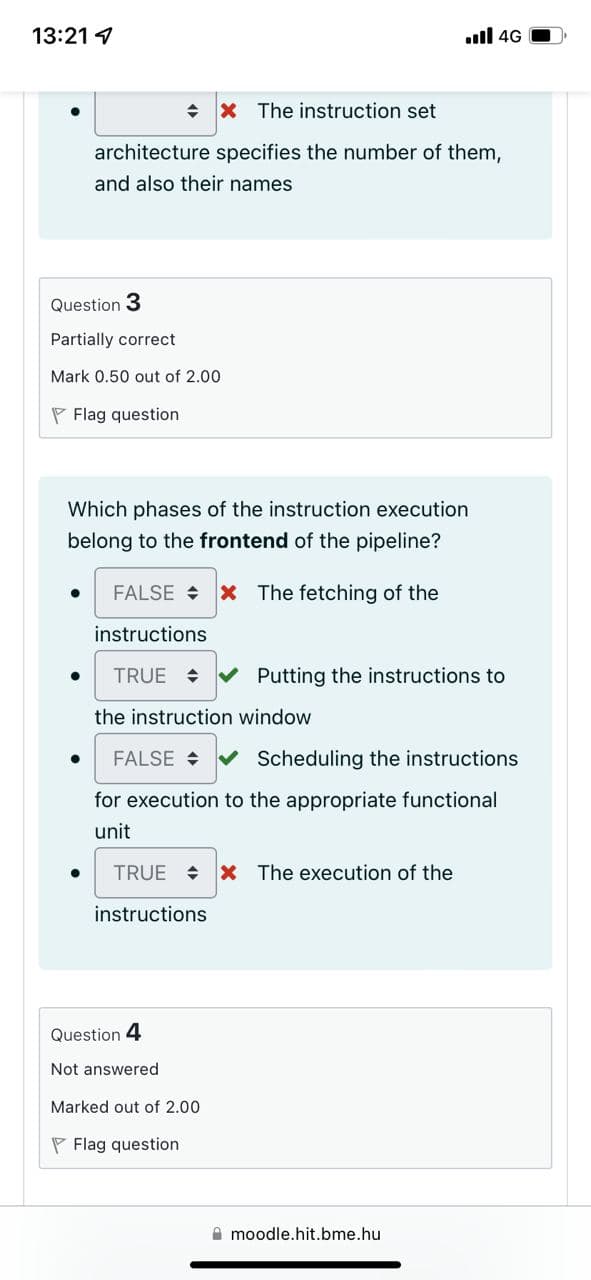 13:21
4G
The instruction set
architecture specifies the number of them,
and also their names
Question 3
Partially correct
Mark 0.50 out of 2.00
Flag question
Which phases of the instruction execution
belong to the frontend of the pipeline?
FALSE The fetching of the
instructions
TRUE Putting the instructions to
the instruction window
FALSE Scheduling the instructions
for execution to the appropriate functional
unit
TRUE The execution of the
instructions
Question 4
Not answered
Marked out of 2.00
Flag question
moodle.hit.bme.hu